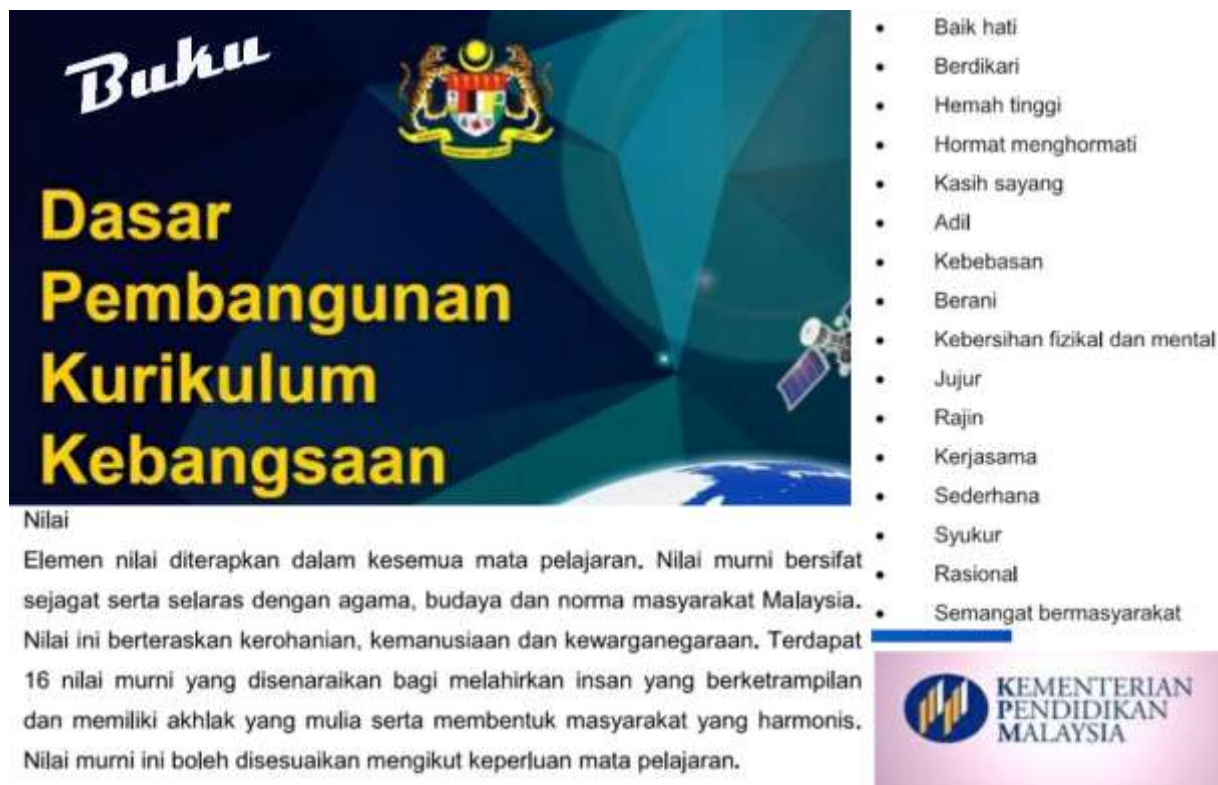 Buku
Dasar
Pembangunan
Kurikulum
Kebangsaan
Nilai
Elemen nilai diterapkan dalam kesemua mata pelajaran. Nilai murni bersifat
sejagat serta selaras dengan agama, budaya dan norma masyarakat Malaysia.
Nilai ini berteraskan kerohanian, kemanusiaan dan kewarganegaraan. Terdapat
16 nilai murni yang disenaraikan bagi melahirkan insan yang berketrampilan
dan memiliki akhlak yang mulia serta membentuk masyarakat yang harmonis.
Nilai murni ini boleh disesuaikan mengikut keperluan mata pelajaran.
• Baik hati
• Berdikari
• Hemah tinggi
• Hormat menghormati
• Kasih sayang
• Adil
• Kebebasan
• Berani
• Kebersihan fizikal dan mental
• Jujur
• Rajin
• Kerjasama
• Sederhana
• Syukur
• Rasional
• Semangat bermasyarakat
KEMENTERIAN
PENDIDIKAN
MALAYSIA